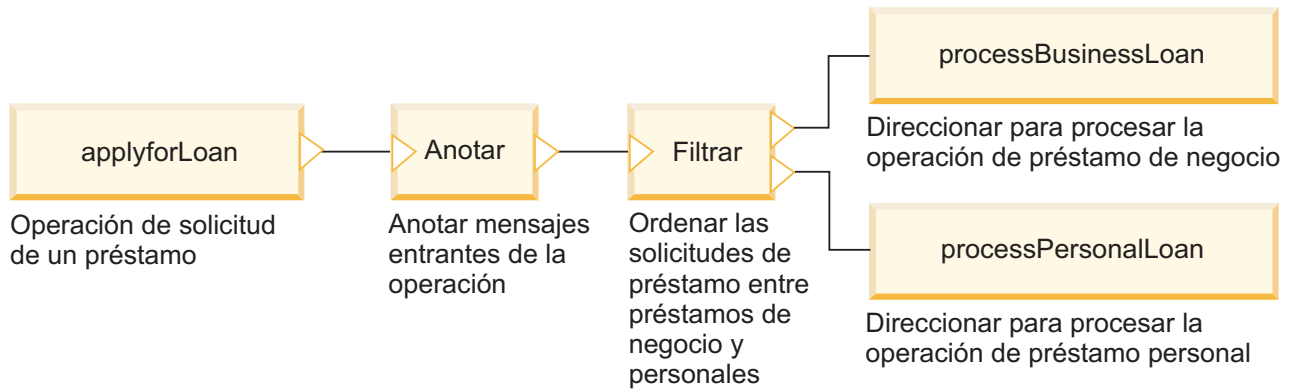 applyforLoan
Operación de solicitud
de un préstamo
Anotar
Anotar mensajes
entrantes de la
operación
Filtrar
Ordenar las
solicitudes de
préstamo entre
préstamos de
negocio y
personales
processBusinessLoan
Direccionar para procesar la
operación de préstamo de negocio
processPersonalLoan
Direccionar para procesar la
operación de préstamo personal